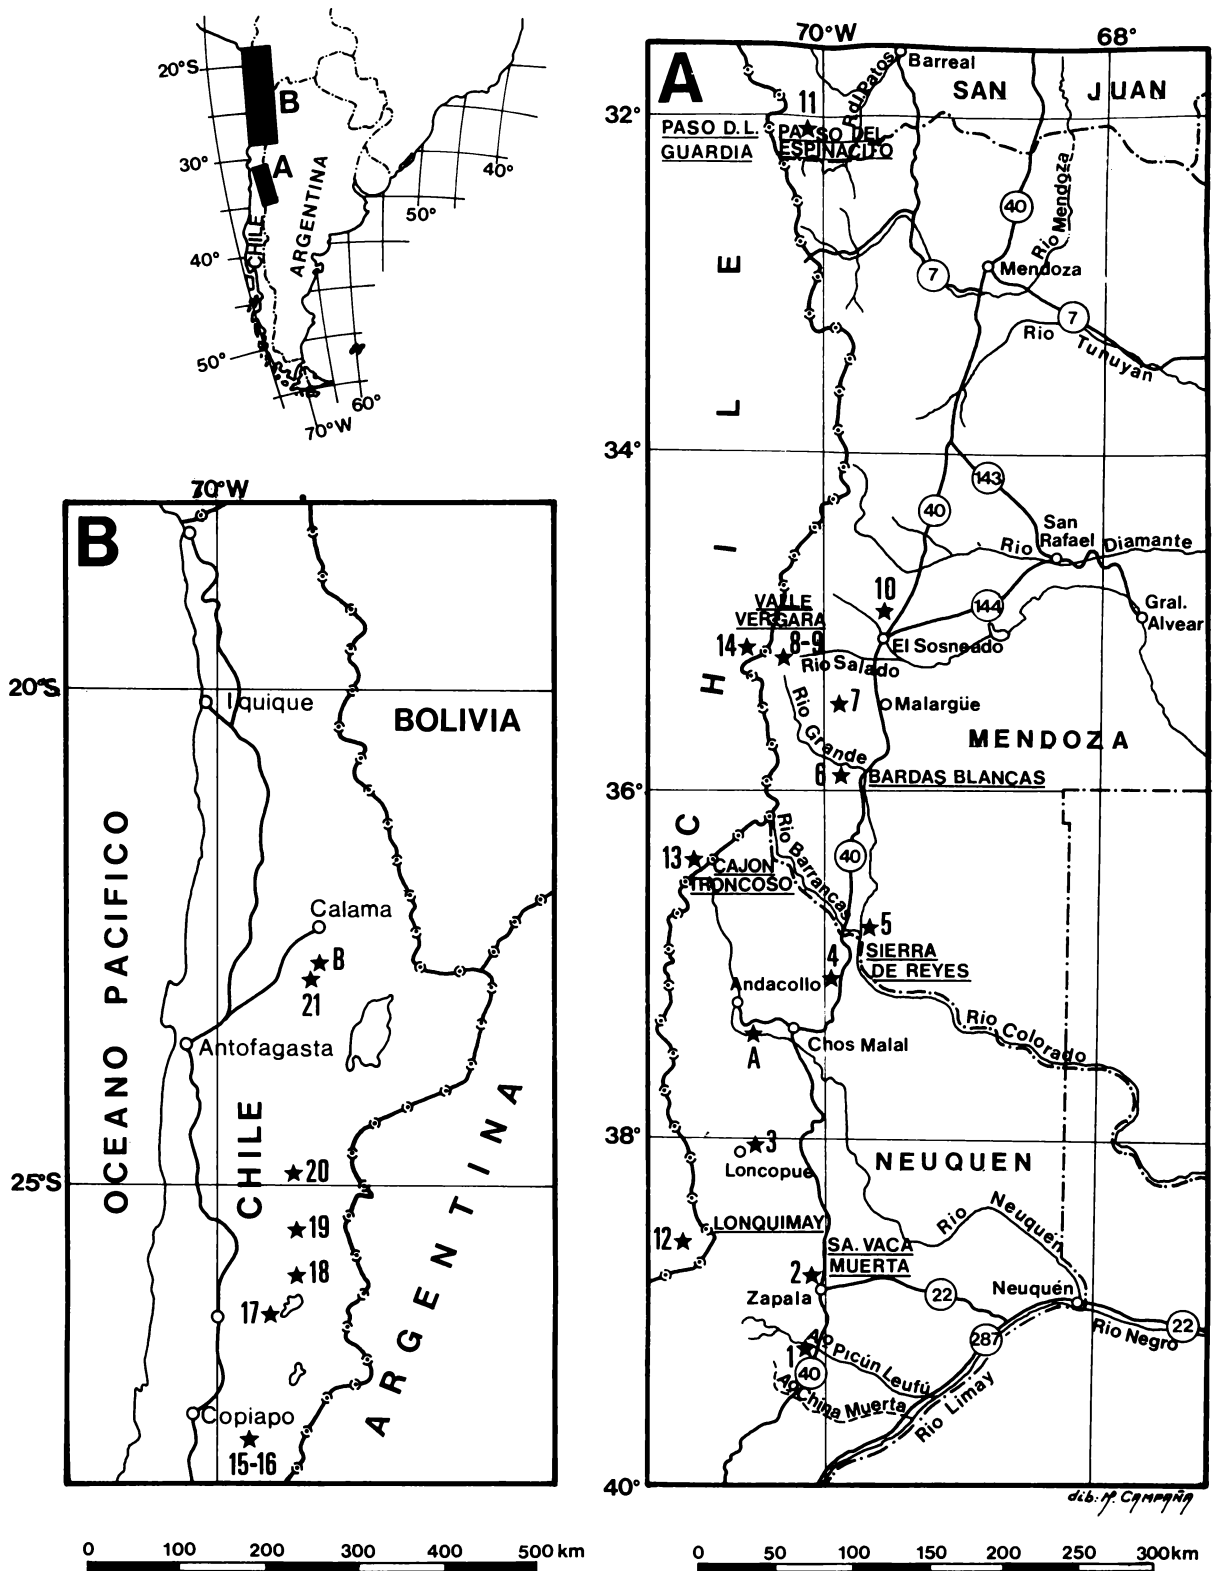 20°S
30°
40°
50°
B
A
CHILE
ARGENTINA
40°
50°
60°
70°W
70°W
B
20°S
25°S
OCEANO PACIFICO
Iquique
BOLIVIA
Calama
B
21
Antofagasta
CHILE
ARGENTINA
20
19
18
17
Copiapo
15-16
0 100 200 300 400 500 km
70°W 68°
A
32°
34°
36°
38°
40°
Barreal
R.d.l.Patos
SAN JUAN
11
PASO D.L. GUARDIA
PASO DEL ESPINACITO
40
Rio Mendoza
Mendoza
7
7
Rio Tunuyan
CHILE
143
40
San Rafael
Rio Diamante
10
144
Gral. Alvear
VALLE VERGARA
14
8-9
El Sosneado
Rio Salado
7
Malargüe
Rio Grande
MENDOZA
6
BARDAS BLANCAS
Rio Barrancas
40
13
CAJON TRONCOSO
5
SIERRA DE REYES
4
Andacollo
Rio Colorado
A
Chos Malal
3
Loncopue
NEUQUEN
12
LONQUIMAY
Rio Neuquen
SA. VACA MUERTA
2
Zapala
22
Neuquén
22
Rio Negro
287
1
Ao Picún Leufú
40
Ao China Muerta
Rio Limay
dib: M. CAMPAÑA
0 50 100 150 200 250 300km